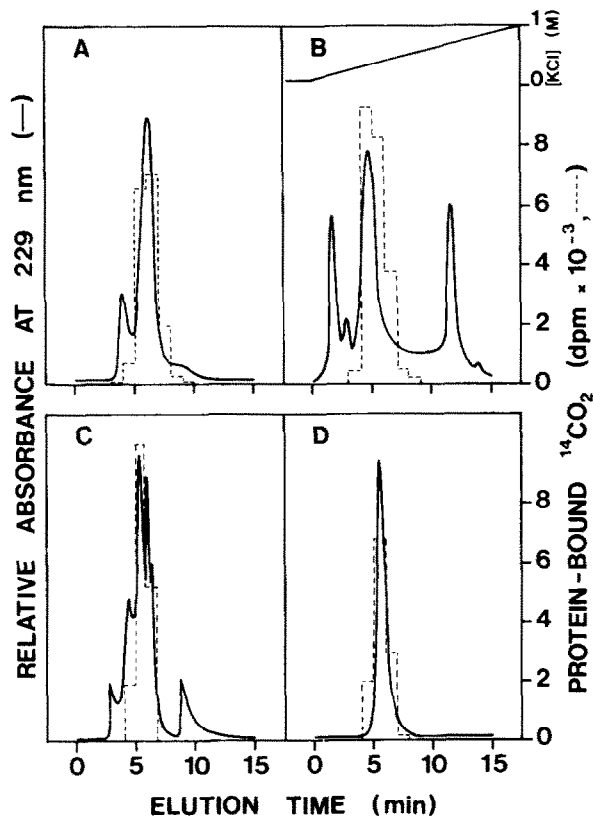 A
B
1
0
[KCl] (M)
8
6
4
2
0
C
D
8
6
4
2
0
0 5 10 15
0 5 10 15
ELUTION TIME (min)
RELATIVE ABSORBANCE AT 229 nm (—)
PROTEIN-BOUND ¹⁴CO₂ (dpm × 10⁻³, ----)